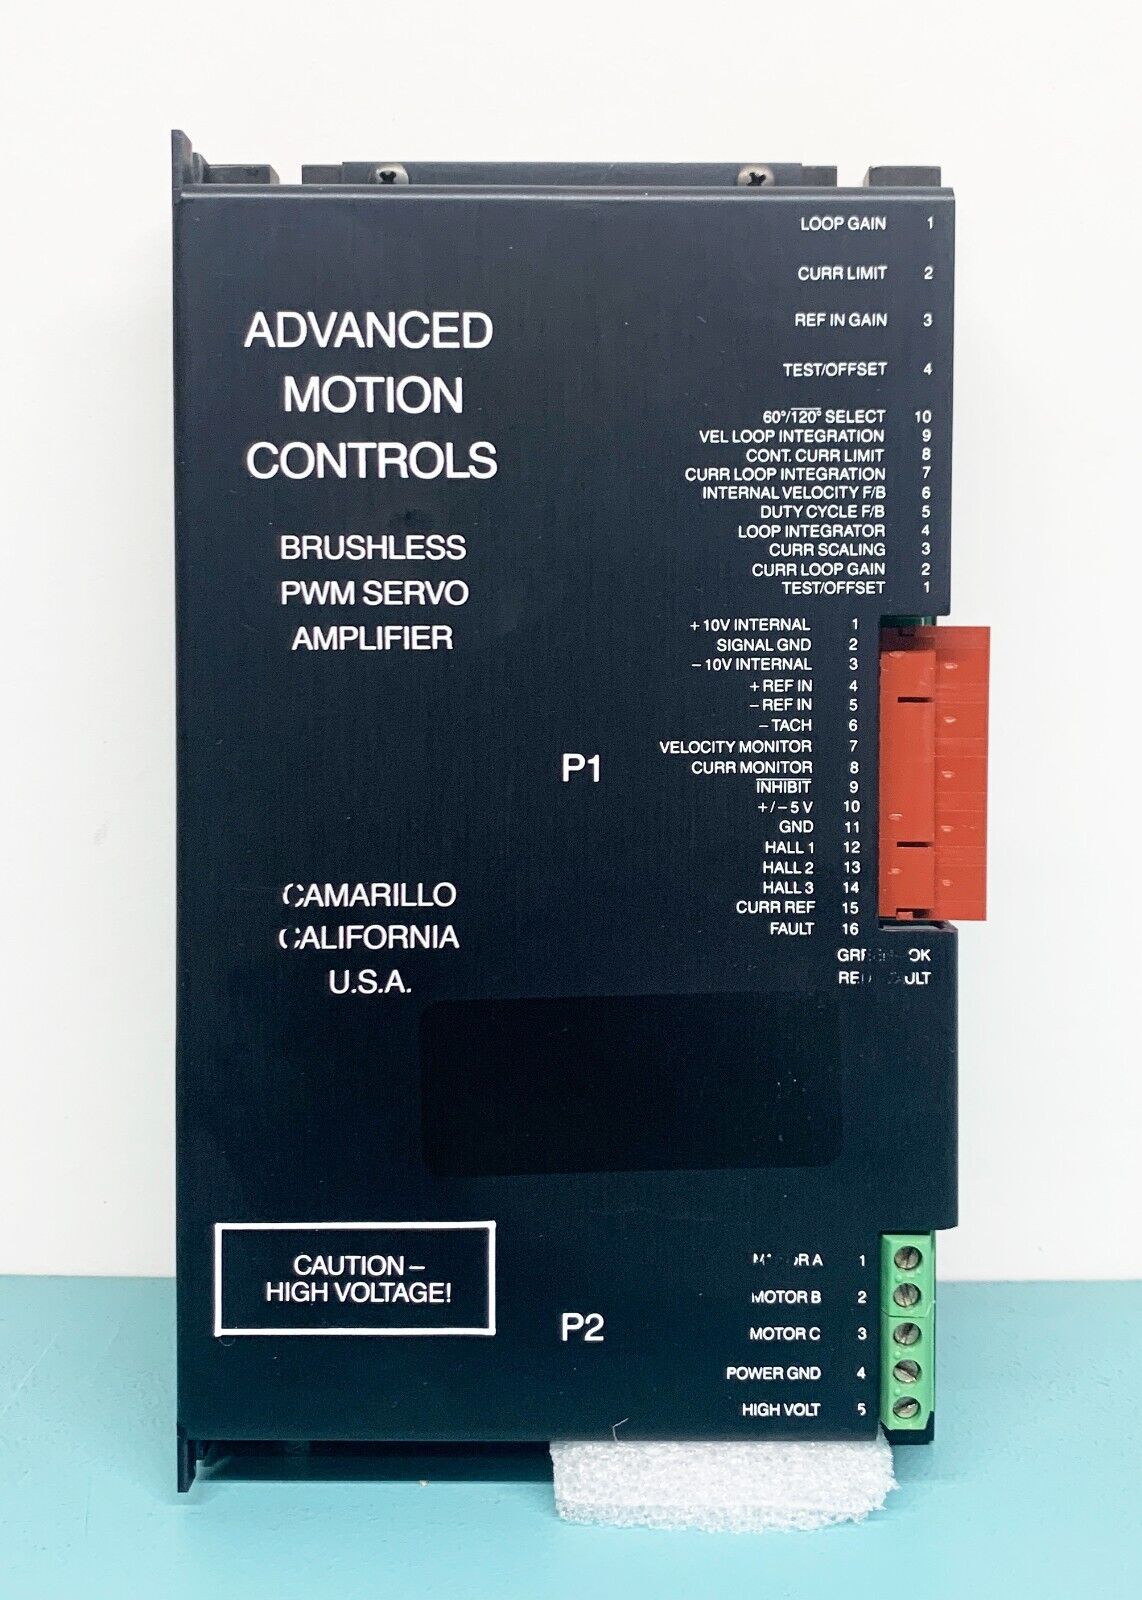 ADVANCED
MOTION
CONTROLS
BRUSHLESS
PWM SERVO
AMPLIFIER
CAMARILLO
CALIFORNIA
U.S.A.
CAUTION –
HIGH VOLTAGE!
LOOP GAIN 1
CURR LIMIT 2
REF IN GAIN 3
TEST/OFFSET 4
60°/120° SELECT 10
VEL LOOP INTEGRATION 9
CONT. CURR LIMIT 8
CURR LOOP INTEGRATION 7
INTERNAL VELOCITY F/B 6
DUTY CYCLE F/B 5
LOOP INTEGRATOR 4
CURR SCALING 3
CURR LOOP GAIN 2
TEST/OFFSET 1
P1
+ 10V INTERNAL 1
SIGNAL GND 2
– 10V INTERNAL 3
+ REF IN 4
– REF IN 5
– TACH 6
VELOCITY MONITOR 7
CURR MONITOR 8
INHIBIT 9
+ / – 5 V 10
GND 11
HALL 1 12
HALL 2 13
HALL 3 14
CURR REF 15
FAULT 16
OK
P2
A 1
MOTOR B 2
MOTOR C 3
POWER GND 4
HIGH VOLT 5